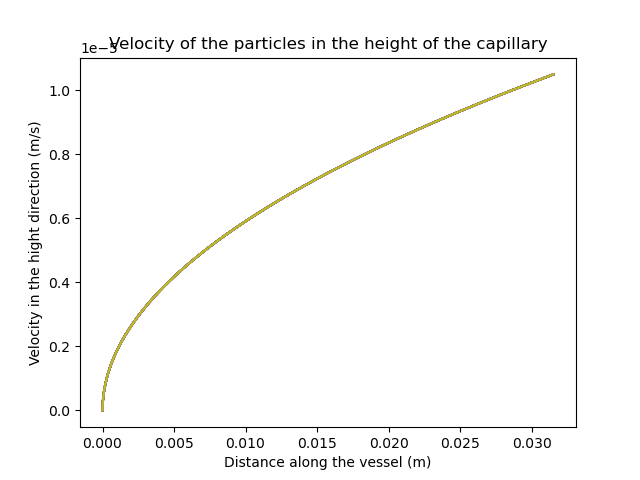 Velocity of the particles in the height of the capillary
1e−5
1.0
0.8
0.6
0.4
0.2
0.0
Velocity in the hight direction (m/s)
0.000 0.005 0.010 0.015 0.020 0.025 0.030
Distance along the vessel (m)